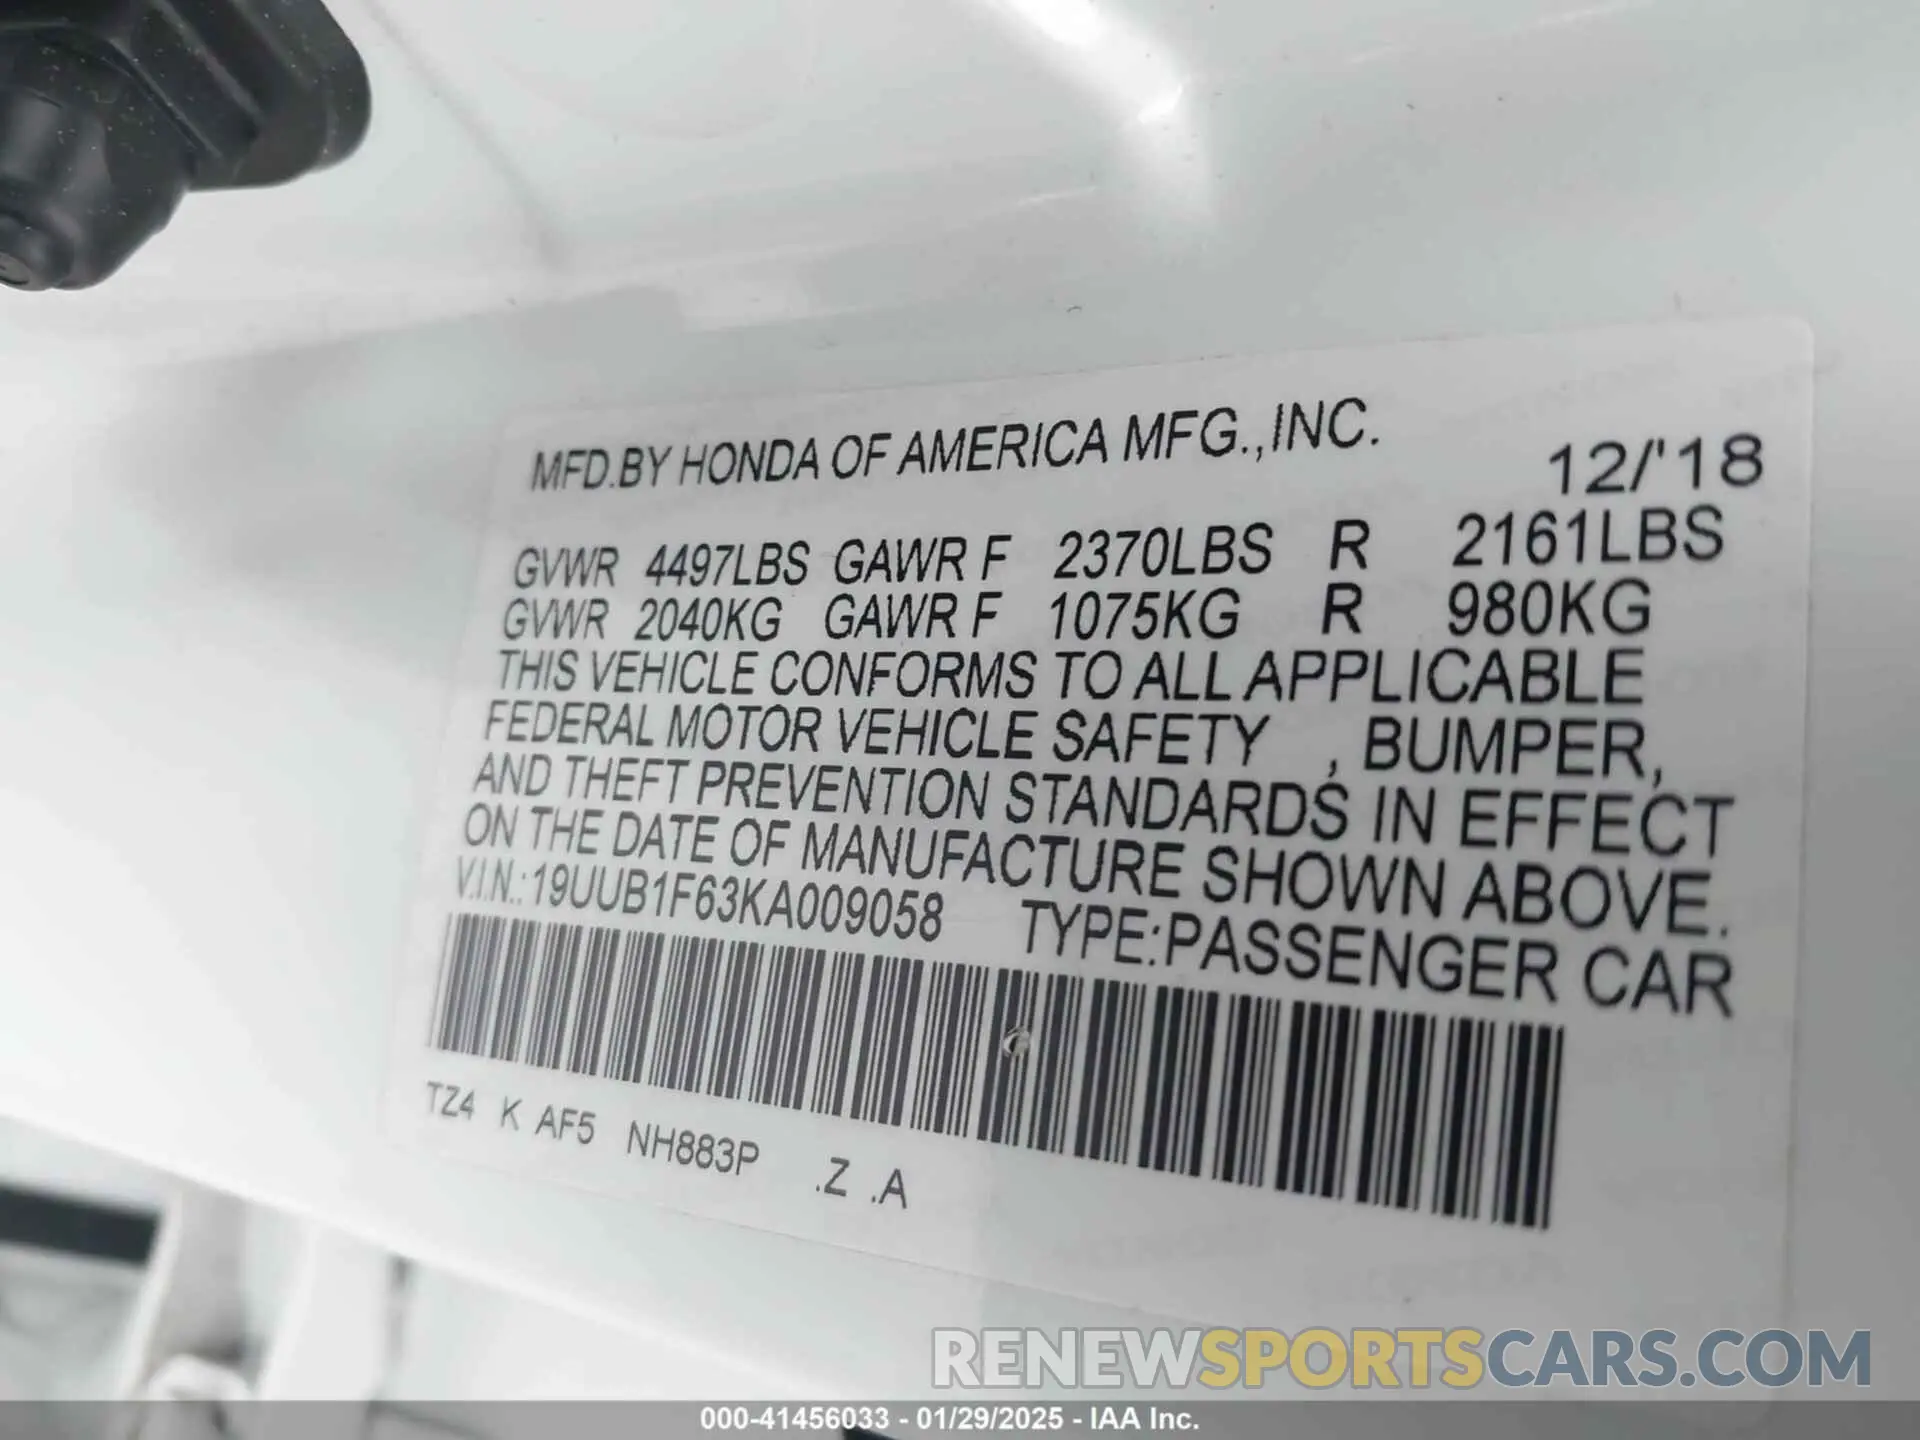 MFD.BY HONDA OF AMERICA MFG.,INC.
12/'18
GVWR 4497LBS GAWR F 2370LBS R 2161LBS
GVWR 2040KG GAWR F 1075KG R 980KG
THIS VEHICLE CONFORMS TO ALL APPLICABLE
FEDERAL MOTOR VEHICLE SAFETY , BUMPER,
AND THEFT PREVENTION STANDARDS IN EFFECT
ON THE DATE OF MANUFACTURE SHOWN ABOVE.
V.I.N.:19UUB1F63KA009058 TYPE:PASSENGER CAR
TZ4 K AF5 NH883P .Z .A
RENEWSPORTSCARS.COM
000-41456033 - 01/29/2025 - IAA Inc.